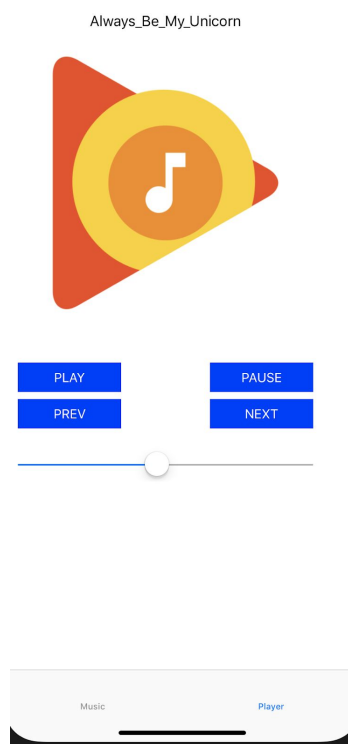 Always_Be_My_Unicorn
PLAY PAUSE
PREV NEXT
Music Player